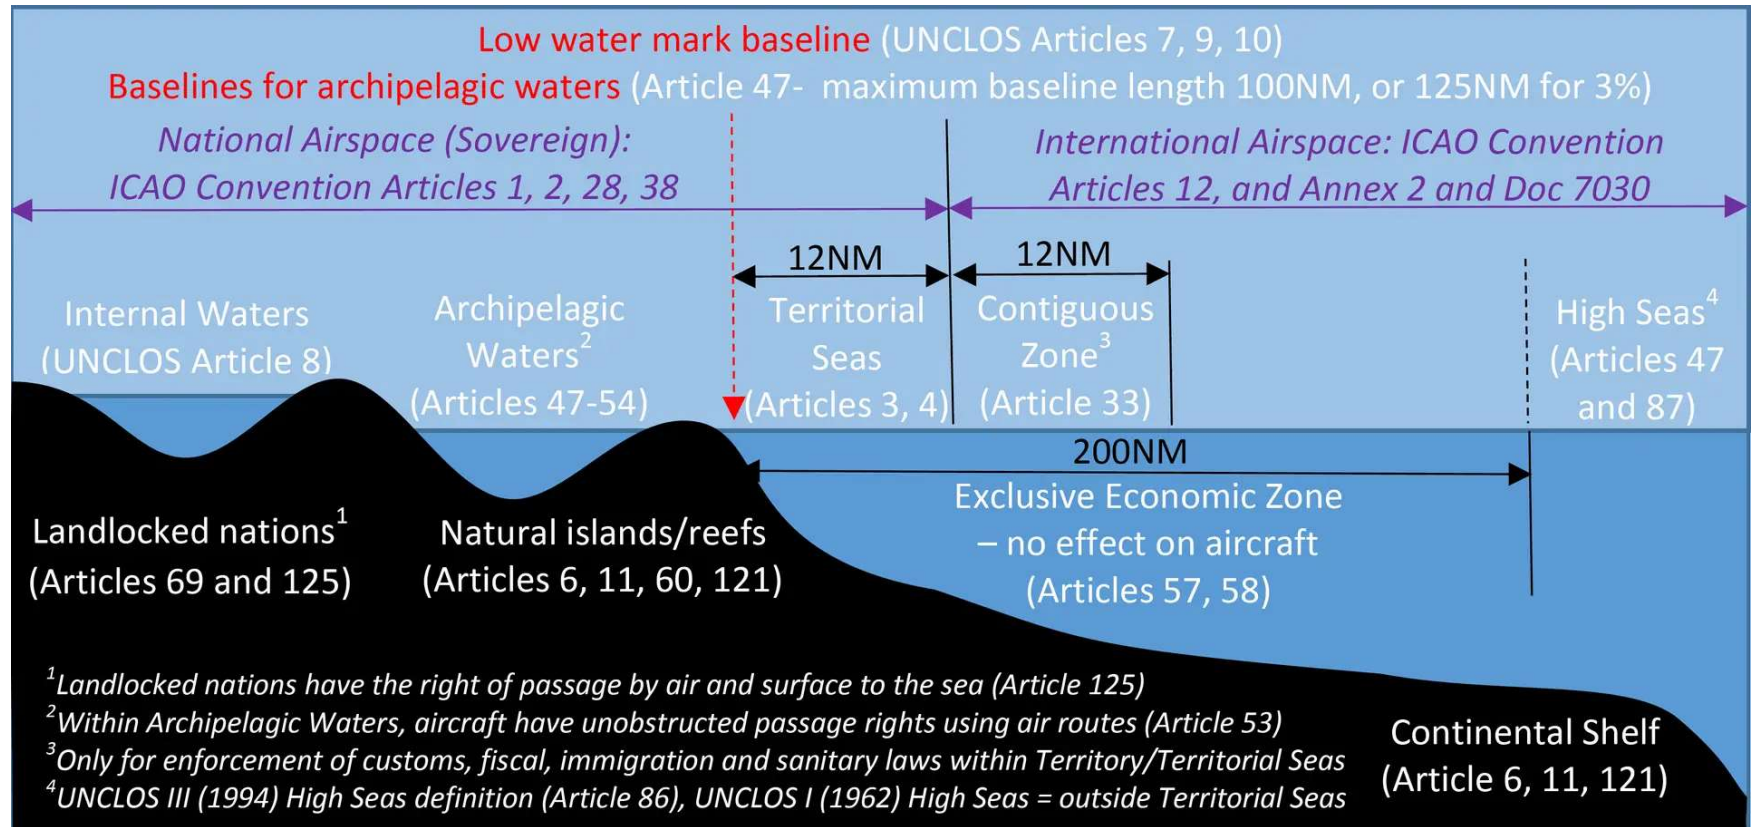 Low water mark baseline (UNCLOS Articles 7, 9, 10)
Baselines for archipelagic waters (Article 47- maximum baseline length 100NM, or 125NM for 3%)
National Airspace (Sovereign):
ICAO Convention Articles 1, 2, 28, 38
International Airspace: ICAO Convention
Articles 12, and Annex 2 and Doc 7030
12NM
12NM
Internal Waters
(UNCLOS Article 8)
Archipelagic
Waters2
(Articles 47-54)
Territorial
Seas
(Articles 3, 4)
Contiguous
Zone3
(Article 33)
High Seas4
(Articles 47
and 87)
200NM
Exclusive Economic Zone
– no effect on aircraft
(Articles 57, 58)
Landlocked nations1
(Articles 69 and 125)
Natural islands/reefs
(Articles 6, 11, 60, 121)
1Landlocked nations have the right of passage by air and surface to the sea (Article 125)
2Within Archipelagic Waters, aircraft have unobstructed passage rights using air routes (Article 53)
3Only for enforcement of customs, fiscal, immigration and sanitary laws within Territory/Territorial Seas
4UNCLOS III (1994) High Seas definition (Article 86), UNCLOS I (1962) High Seas = outside Territorial Seas
Continental Shelf
(Article 6, 11, 121)